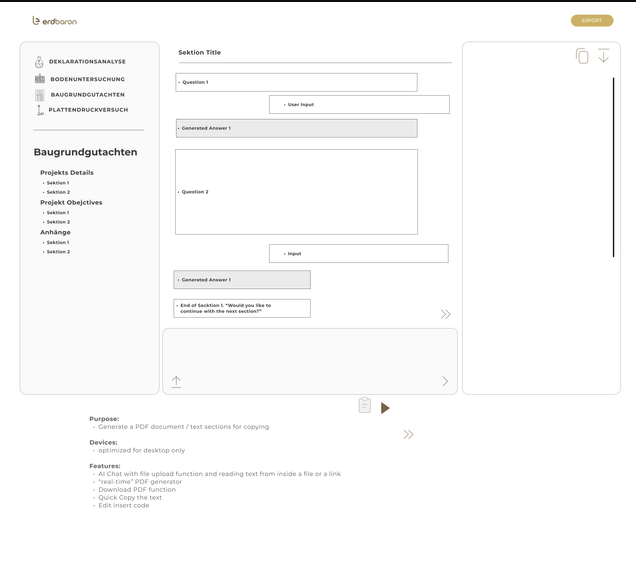 erdbaron
EXPORT
DEKLARATIONSANALYSE
BODENUNTERSUCHUNG
BAUGRUNDGUTACHTEN
PLATTENDRUCKVERSUCH
Baugrundgutachten
Projekts Details
• Sektion 1
• Sektion 2
Projekt Obejctives
• Sektion 1
• Sektion 2
Anhänge
• Sektion 1
• Sektion 2
Sektion Title
• Question 1
• User Input
• Generated Answer 1
• Question 2
• Input
• Generated Answer 1
• End of Secktion 1. “Would you like to
continue with the next section?”
Purpose:
• Generate a PDF document / text sections for copying
Devices:
• optimized for desktop only
Features:
• AI Chat with file upload function and reading text from inside a file or a link
• “real-time” PDF generator
• Download PDF function
• Quick Copy the text
• Edit insert code